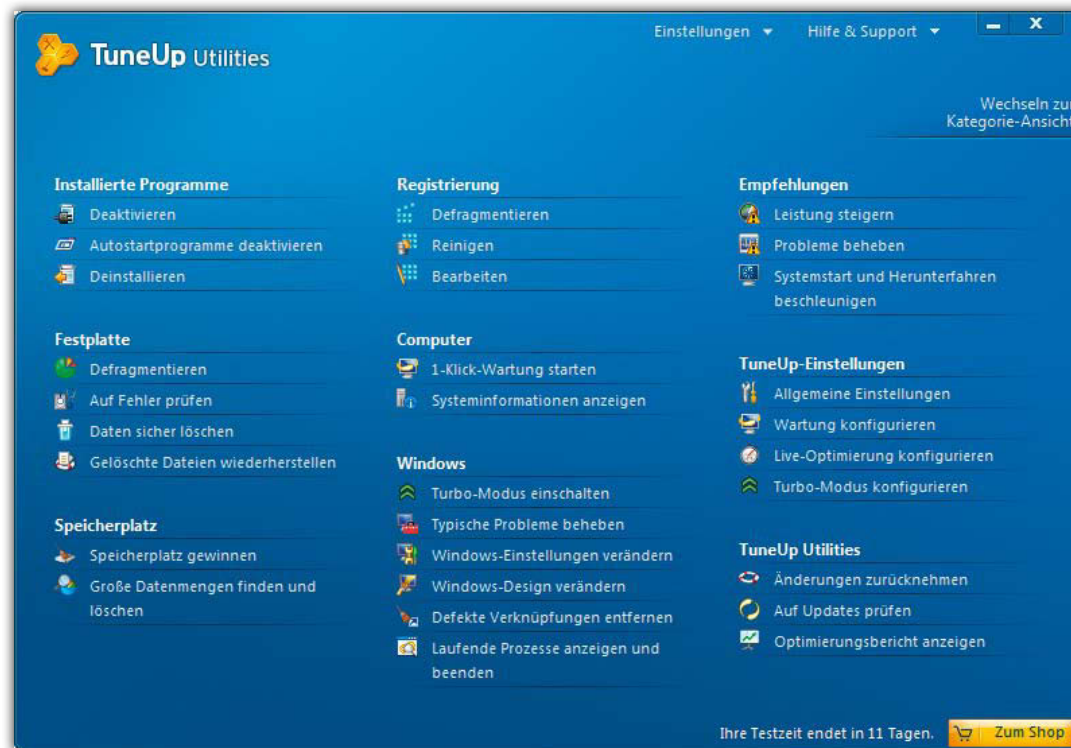 TuneUp Utilities
Einstellungen
Hilfe & Support
Wechseln zur
Kategorie-Ansicht
Installierte Programme
Deaktivieren
Autostartprogramme deaktivieren
Deinstallieren
Festplatte
Defragmentieren
Auf Fehler prüfen
Daten sicher löschen
Gelöschte Dateien wiederherstellen
Speicherplatz
Speicherplatz gewinnen
Große Datenmengen finden und
löschen
Registrierung
Defragmentieren
Reinigen
Bearbeiten
Computer
1-Klick-Wartung starten
Systeminformationen anzeigen
Windows
Turbo-Modus einschalten
Typische Probleme beheben
Windows-Einstellungen verändern
Windows-Design verändern
Defekte Verknüpfungen entfernen
Laufende Prozesse anzeigen und
beenden
Empfehlungen
Leistung steigern
Probleme beheben
Systemstart und Herunterfahren
beschleunigen
TuneUp-Einstellungen
Allgemeine Einstellungen
Wartung konfigurieren
Live-Optimierung konfigurieren
Turbo-Modus konfigurieren
TuneUp Utilities
Änderungen zurücknehmen
Auf Updates prüfen
Optimierungsbericht anzeigen
Ihre Testzeit endet in 11 Tagen.
Zum Shop